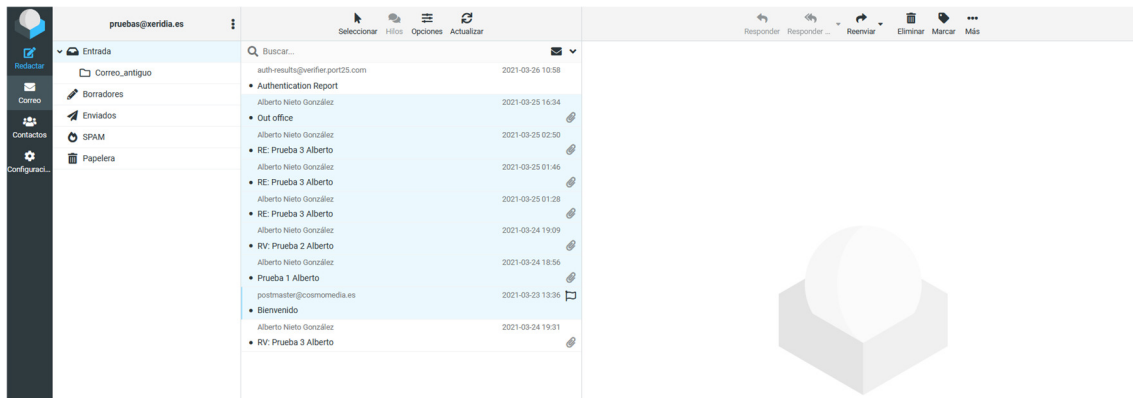 pruebas@xeridia.es
Seleccionar Hilos Opciones Actualizar
Responder Responder ... Reenviar Eliminar Marcar Más
Redactar
Correo
Contactos
Configuraci...
Entrada
Correo_antiguo
Borradores
Enviados
SPAM
Papelera
Buscar...
auth-results@verifier.port25.com 2021-03-26 10:58
Authentication Report
Alberto Nieto González 2021-03-25 16:34
Out office
Alberto Nieto González 2021-03-25 02:50
RE: Prueba 3 Alberto
Alberto Nieto González 2021-03-25 01:46
RE: Prueba 3 Alberto
Alberto Nieto González 2021-03-25 01:28
RE: Prueba 3 Alberto
Alberto Nieto González 2021-03-24 19:09
RV: Prueba 2 Alberto
Alberto Nieto González 2021-03-24 18:56
Prueba 1 Alberto
postmaster@cosmomedia.es 2021-03-23 13:36
Bienvenido
Alberto Nieto González 2021-03-24 19:31
RV: Prueba 3 Alberto